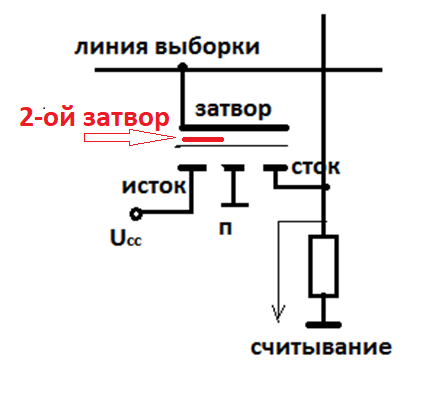 линия выборки
затвор
2-ой затвор
сток
исток
Ucc
п
считывание